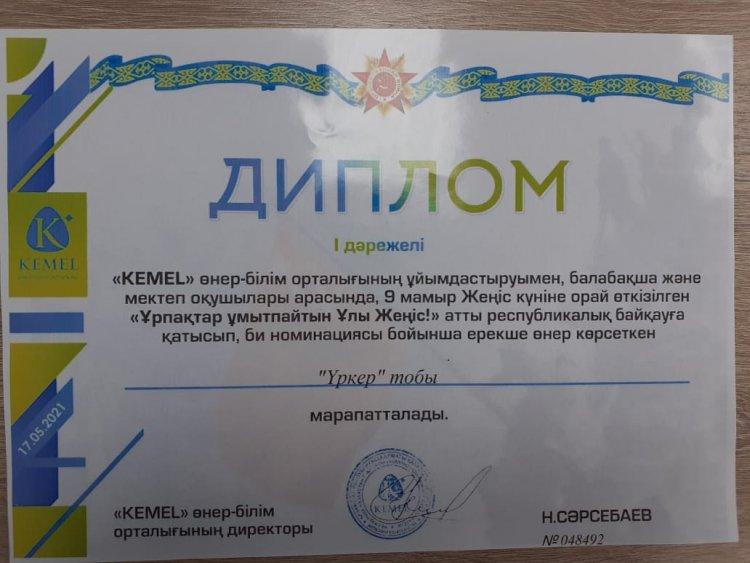 ДИПЛОМ
І дәрежелі
KEMEL
«KEMEL» өнер-білім орталығының ұйымдастыруымен, балабақша және
мектеп оқушылары арасында, 9 мамыр Жеңіс күніне орай өткізілген
«Ұрпақтар ұмытпайтын Ұлы Жеңіс!» атты республикалық байқауға
қатысып, би номинациясы бойынша ерекше өнер көрсеткен
"Үркер" тобы
марапатталады.
17.05.2021
KEMEL
«KEMEL» өнер-білім
орталығының директоры
Н.СӘРСЕБАЕВ
№048492